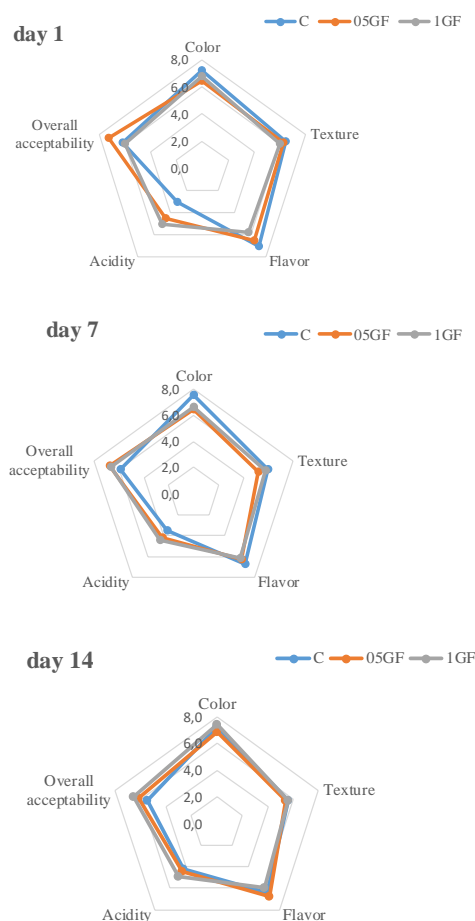 day 1
C 05GF 1GF
Color
8,0
6,0
4,0
2,0
0,0
Texture
Flavor
Acidity
Overall
acceptability
day 7
C 05GF 1GF
Color
8,0
6,0
4,0
2,0
0,0
Texture
Flavor
Acidity
Overall
acceptability
day 14
C 05GF 1GF
Color
8,0
6,0
4,0
2,0
0,0
Texture
Flavor
Acidity
Overall
acceptability